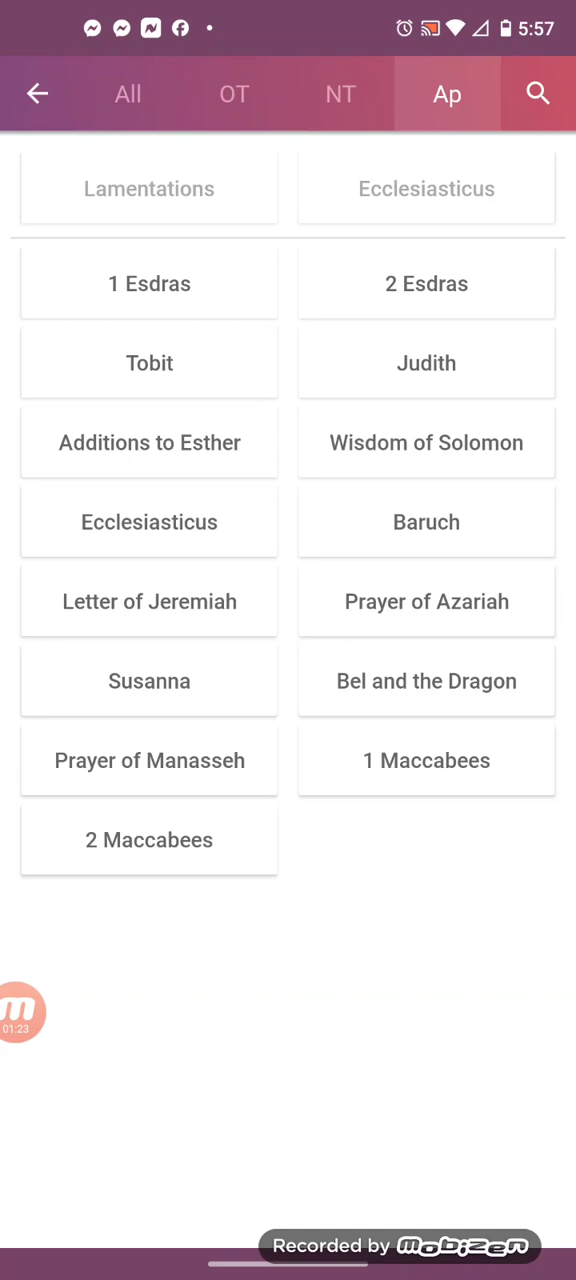 5:57
All OT NT Ap
Lamentations Ecclesiasticus
1 Esdras 2 Esdras
Tobit Judith
Additions to Esther Wisdom of Solomon
Ecclesiasticus Baruch
Letter of Jeremiah Prayer of Azariah
Susanna Bel and the Dragon
Prayer of Manasseh 1 Maccabees
2 Maccabees
m
01:23
Recorded by mobizen